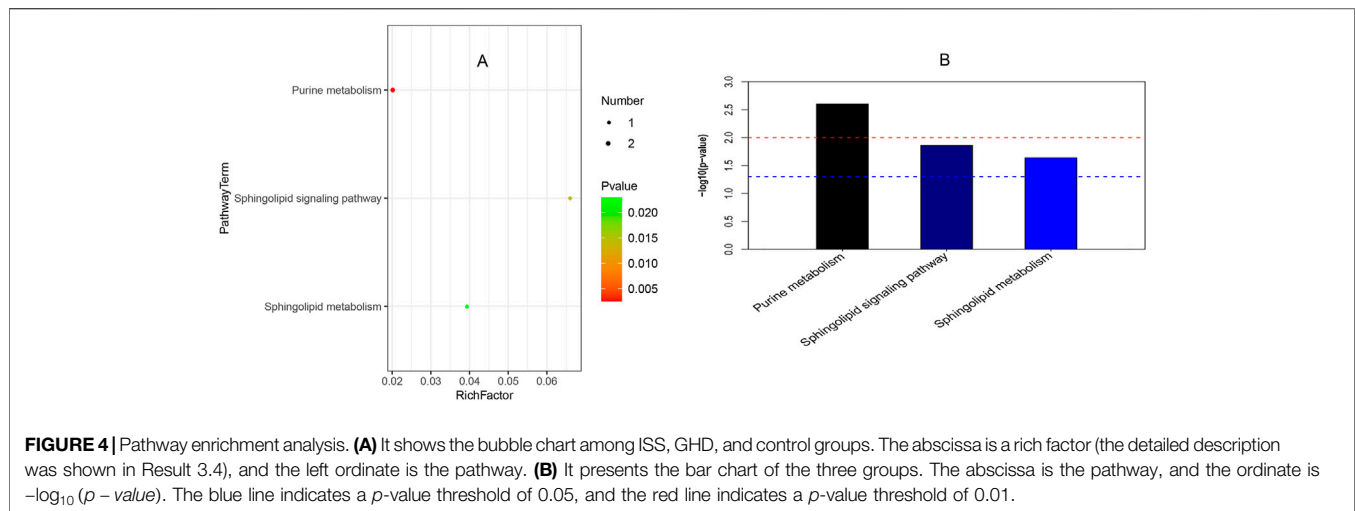 A
Purine metabolism
Sphingolipid signaling pathway
Sphingolipid metabolism
PathwayTerm
0.02 0.03 0.04 0.05 0.06
RichFactor
Number
1
2
Pvalue
0.020
0.015
0.010
0.005
B
3.0
2.5
2.0
1.5
1.0
0.5
0.0
-log10(p-value)
Purine metabolism
Sphingolipid signaling pathway
Sphingolipid metabolism
FIGURE 4 | Pathway enrichment analysis. (A) It shows the bubble chart among ISS, GHD, and control groups. The abscissa is a rich factor (the detailed description
was shown in Result 3.4), and the left ordinate is the pathway. (B) It presents the bar chart of the three groups. The abscissa is the pathway, and the ordinate is
−log₁₀ (p − value). The blue line indicates a p-value threshold of 0.05, and the red line indicates a p-value threshold of 0.01.